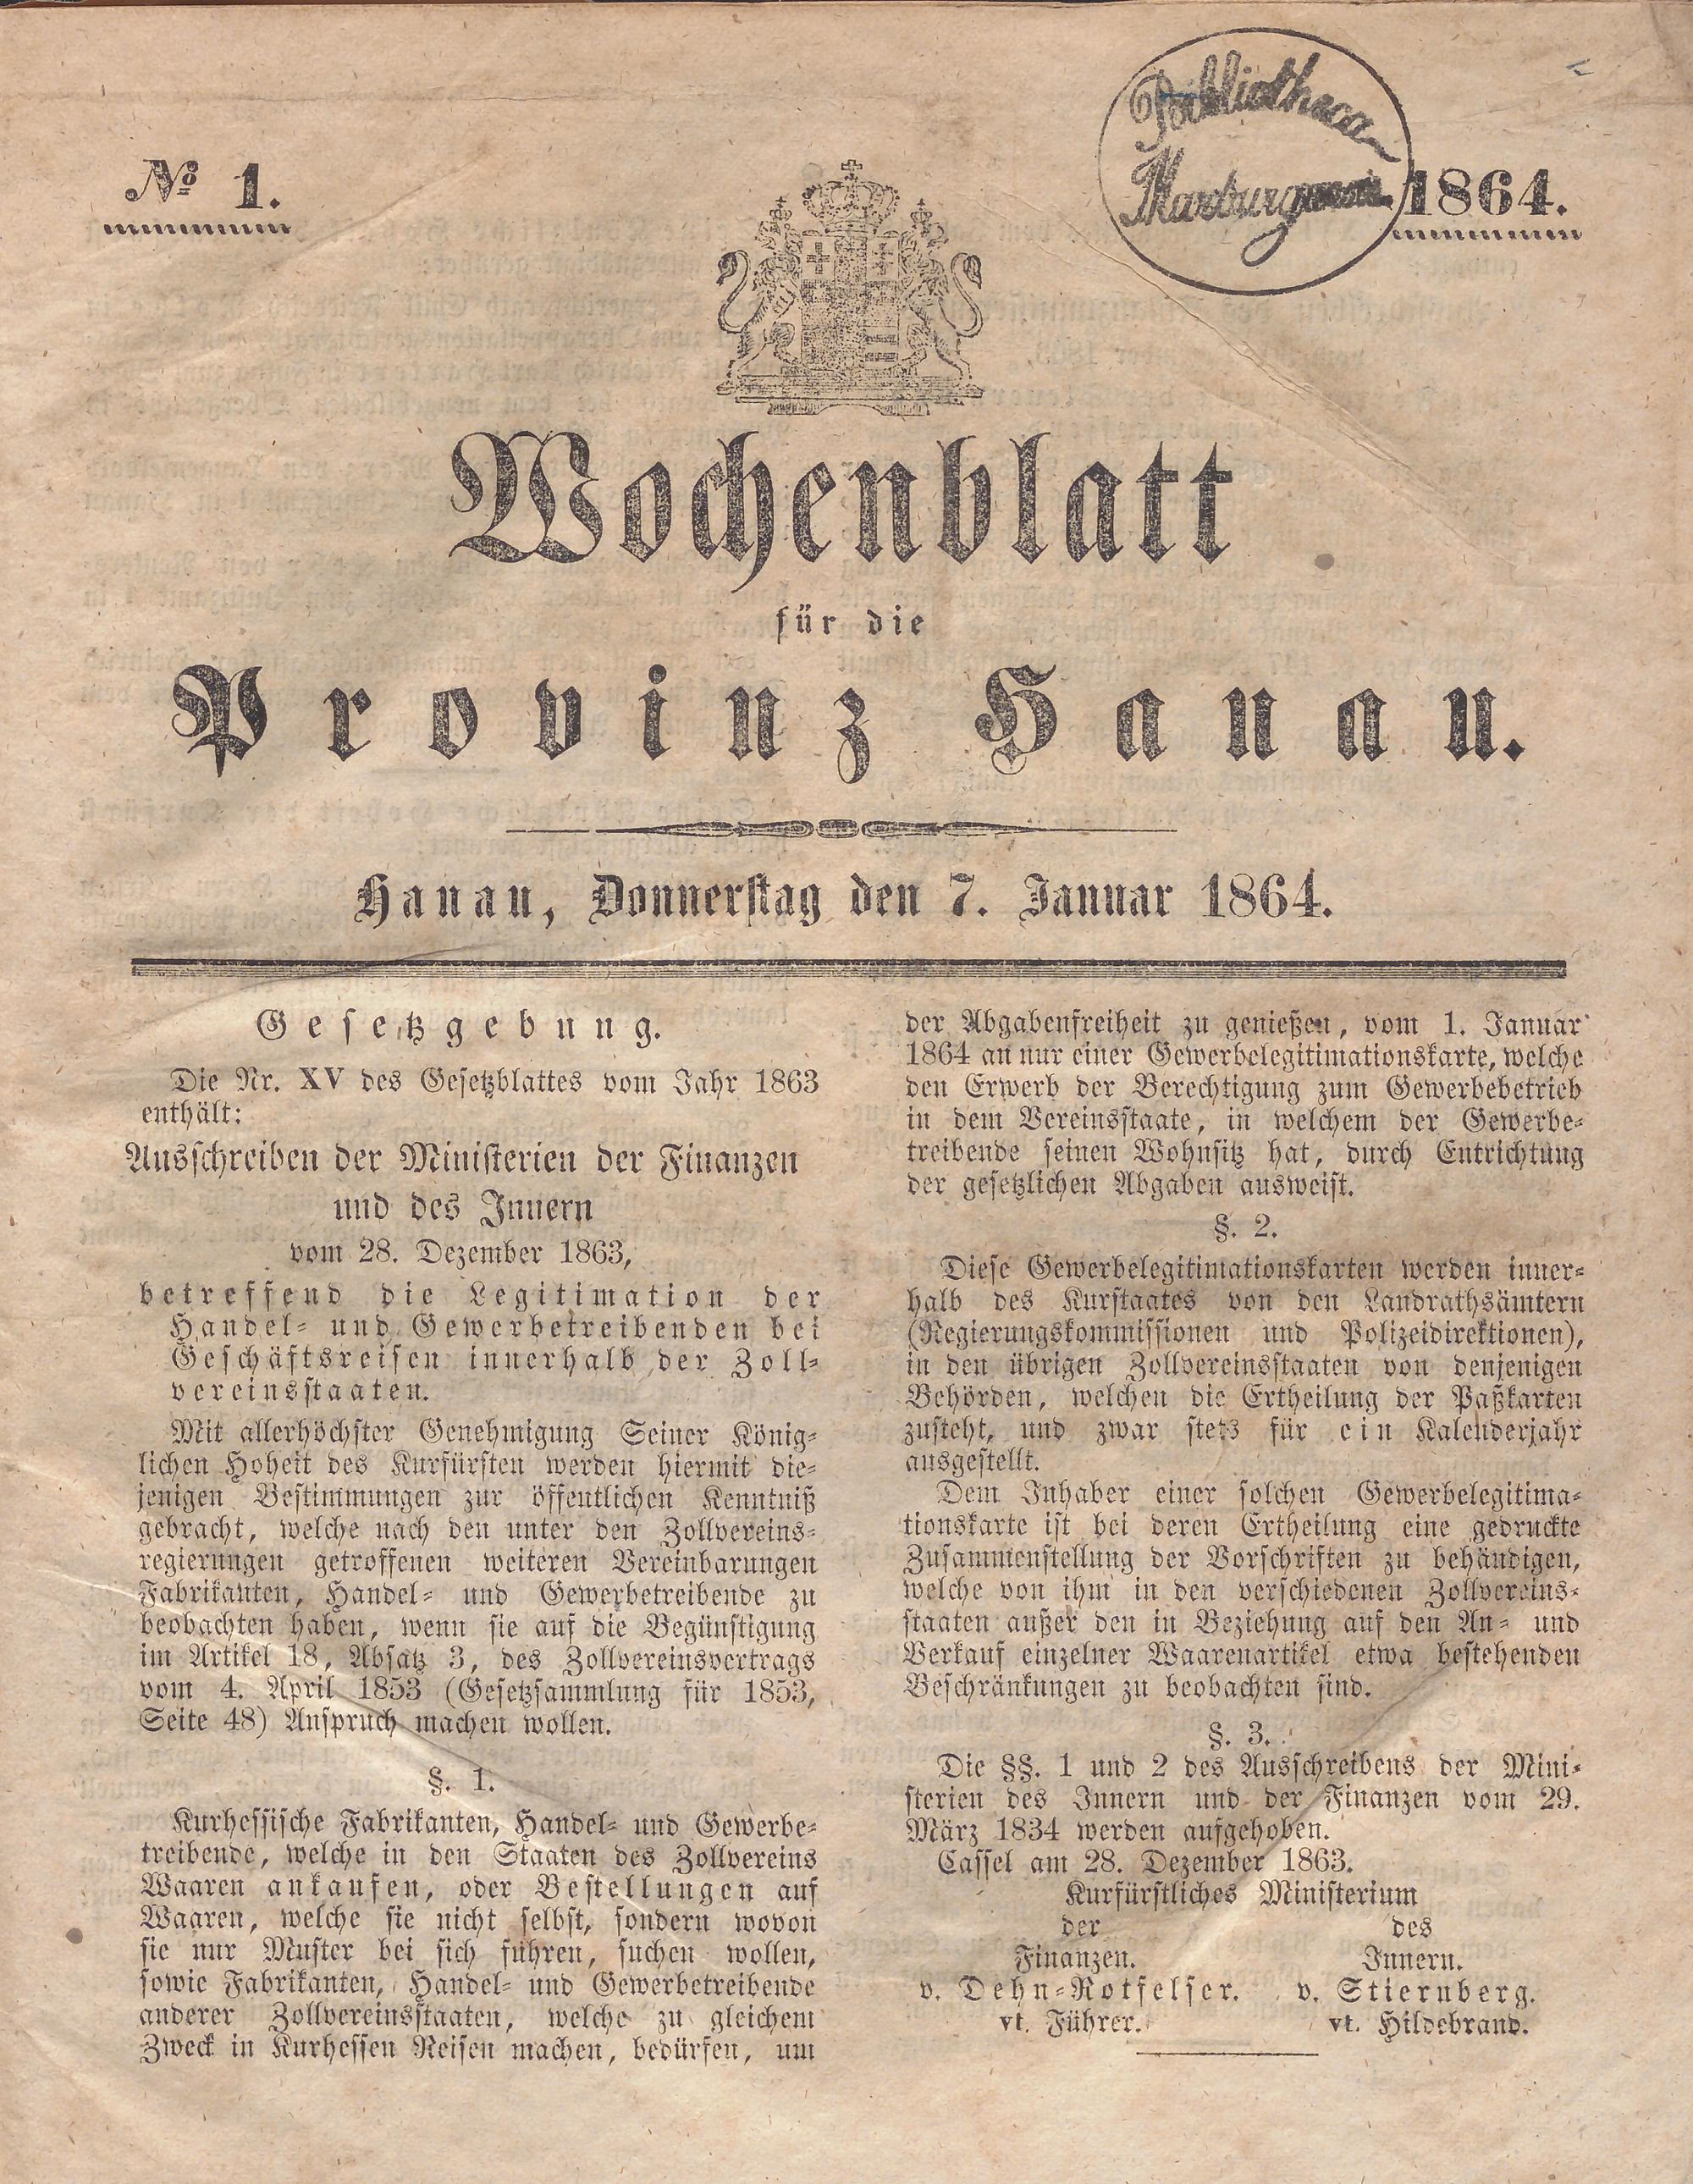 Bibliotheca
Marburgensis
№ 1.
1864.
Wochenblatt
für die
Provinz Hanau.
Hanau, Donnerstag den 7. Januar 1864.
Gesetzgebung.
Die Nr. XV des Gesetzblattes vom Jahr 1863
enthält:
Ausschreiben der Ministerien der Finanzen
und des Innern
vom 28. Dezember 1863,
betreffend die Legitimation der
Handel- und Gewerbetreibenden bei
Geschäftsreisen innerhalb der Zoll-
vereinsstaaten.
Mit allerhöchster Genehmigung Seiner König-
lichen Hoheit des Kurfürsten werden hiermit die-
jenigen Bestimmungen zur öffentlichen Kenntniß
gebracht, welche nach den unter den Zollvereins-
regierungen getroffenen weiteren Vereinbarungen
Fabrikanten, Handel- und Gewerbetreibende zu
beobachten haben, wenn sie auf die Begünstigung
im Artikel 18, Absatz 3, des Zollvereinsvertrags
vom 4. April 1853 (Gesetzsammlung für 1853,
Seite 48) Anspruch machen wollen.
§. 1.
Kurhessische Fabrikanten, Handel- und Gewerbe-
treibende, welche in den Staaten des Zollvereins
Waaren ankaufen, oder Bestellungen auf
Waaren, welche sie nicht selbst, sondern wovon
sie nur Muster bei sich führen, suchen wollen,
sowie Fabrikanten, Handel- und Gewerbetreibende
anderer Zollvereinsstaaten, welche zu gleichem
Zweck in Kurhessen Reisen machen, bedürfen, um
der Abgabenfreiheit zu genießen, vom 1. Januar
1864 an nur einer Gewerbelegitimationskarte, welche
den Erwerb der Berechtigung zum Gewerbebetrieb
in dem Vereinsstaate, in welchem der Gewerbe-
treibende seinen Wohnsitz hat, durch Entrichtung
der gesetzlichen Abgaben ausweist.
§. 2.
Diese Gewerbelegitimationskarten werden inner-
halb des Kurstaates von den Landrathsämtern
(Regierungskommissionen und Polizeidirektionen),
in den übrigen Zollvereinsstaaten von denjenigen
Behörden, welchen die Ertheilung der Paßkarten
zusteht, und zwar stets für ein Kalenderjahr
ausgestellt.
Dem Inhaber einer solchen Gewerbelegitima-
tionskarte ist bei deren Ertheilung eine gedruckte
Zusammenstellung der Vorschriften zu behändigen,
welche von ihm in den verschiedenen Zollvereins-
staaten außer den in Beziehung auf den An- und
Verkauf einzelner Waarenartikel etwa bestehenden
Beschränkungen zu beobachten sind.
§. 3.
Die §§. 1 und 2 des Ausschreibens der Mini-
sterien des Innern und der Finanzen vom 29.
März 1834 werden aufgehoben.
Cassel am 28. Dezember 1863.
Kurfürstliches Ministerium
der des
Finanzen. Innern.
v. Dehn-Rotfelser. v. Stiernberg.
vt. Führer. vt. Hildebrand.